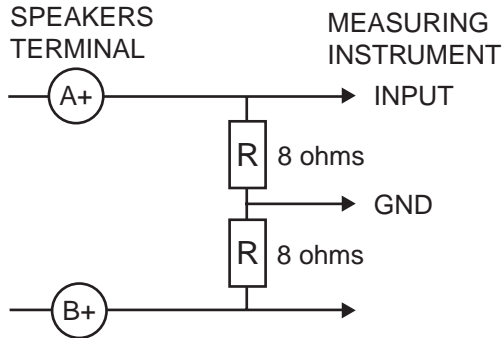 SPEAKERS
TERMINAL
MEASURING
INSTRUMENT
A+
INPUT
R 8 ohms
GND
R 8 ohms
B+